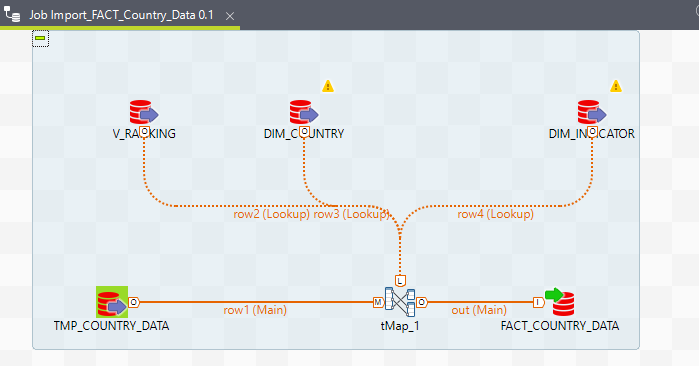 Job Import_FACT_Country_Data 0.1
V_RANKING
DIM_COUNTRY
DIM_INDICATOR
O
O
O
row2 (Lookup)
row3 (Lookup)
row4 (Lookup)
L
O
row1 (Main)
M
O
out (Main)
I
TMP_COUNTRY_DATA
tMap_1
FACT_COUNTRY_DATA